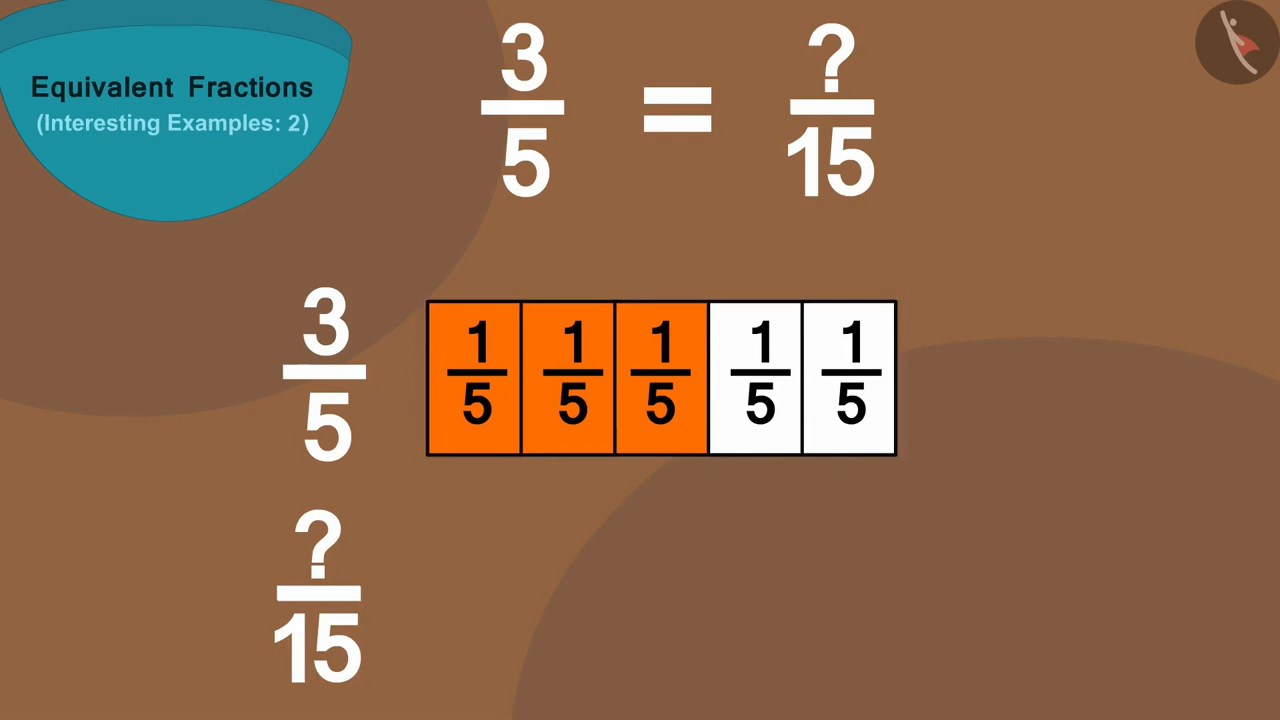 Equivalent Fractions
(Interesting Examples: 2)
3/5 = ?/15
3/5
1/5 1/5 1/5 1/5 1/5
?/15